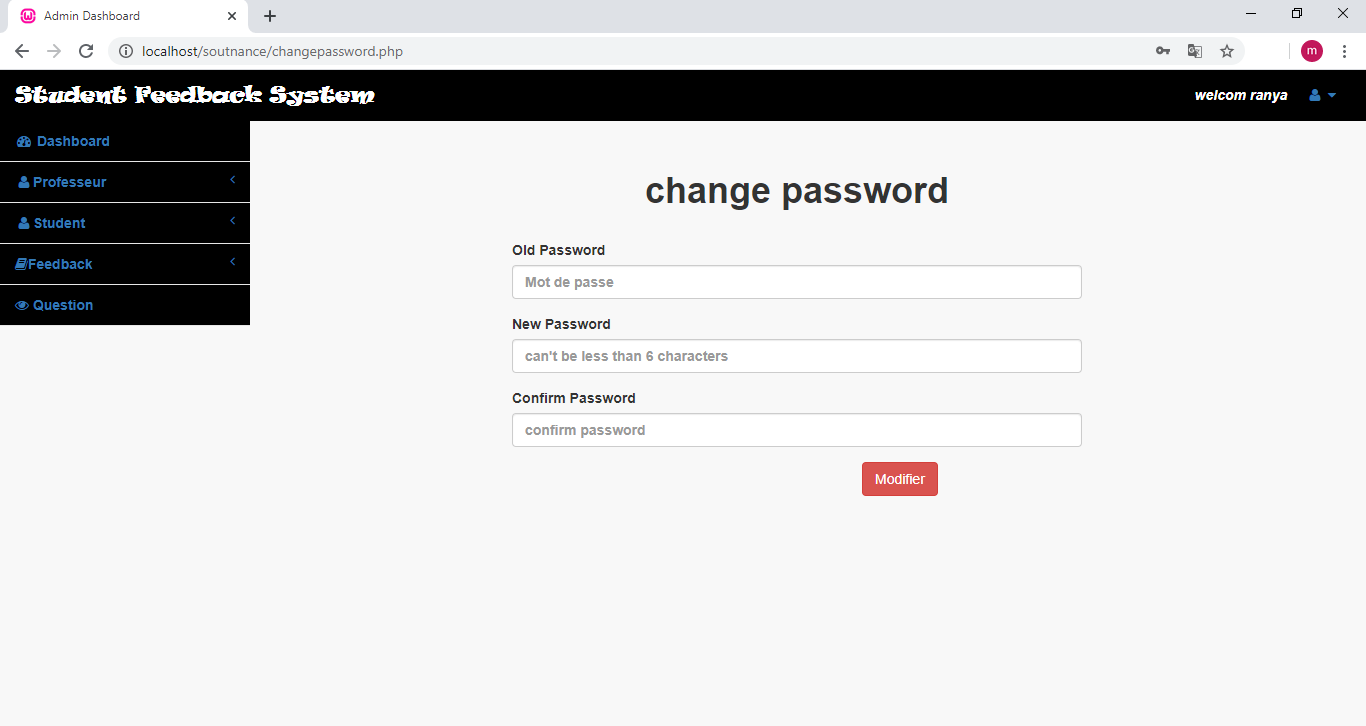 Admin Dashboard
localhost/soutnance/changepassword.php
m
Student Feedback System
welcom ranya
Dashboard
Professeur
Student
Feedback
Question
change password
Old Password
Mot de passe
New Password
can't be less than 6 characters
Confirm Password
confirm password
Modifier